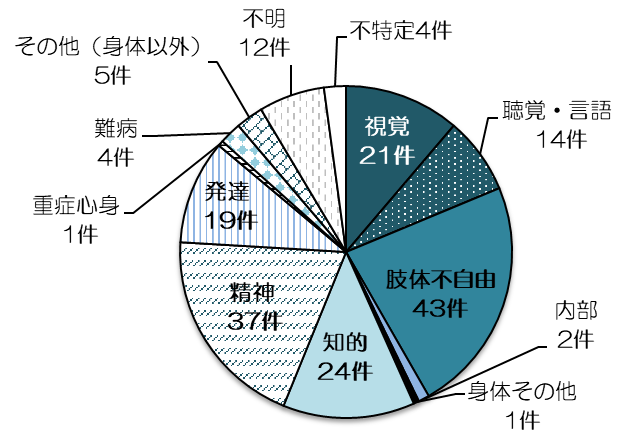 不明
12件
不特定4件
その他（身体以外）
5件
視覚
21件
聴覚・言語
14件
難病
4件
発達
19件
重症心身
1件
肢体不自由
43件
精神
37件
内部
2件
知的
24件
身体その他
1件